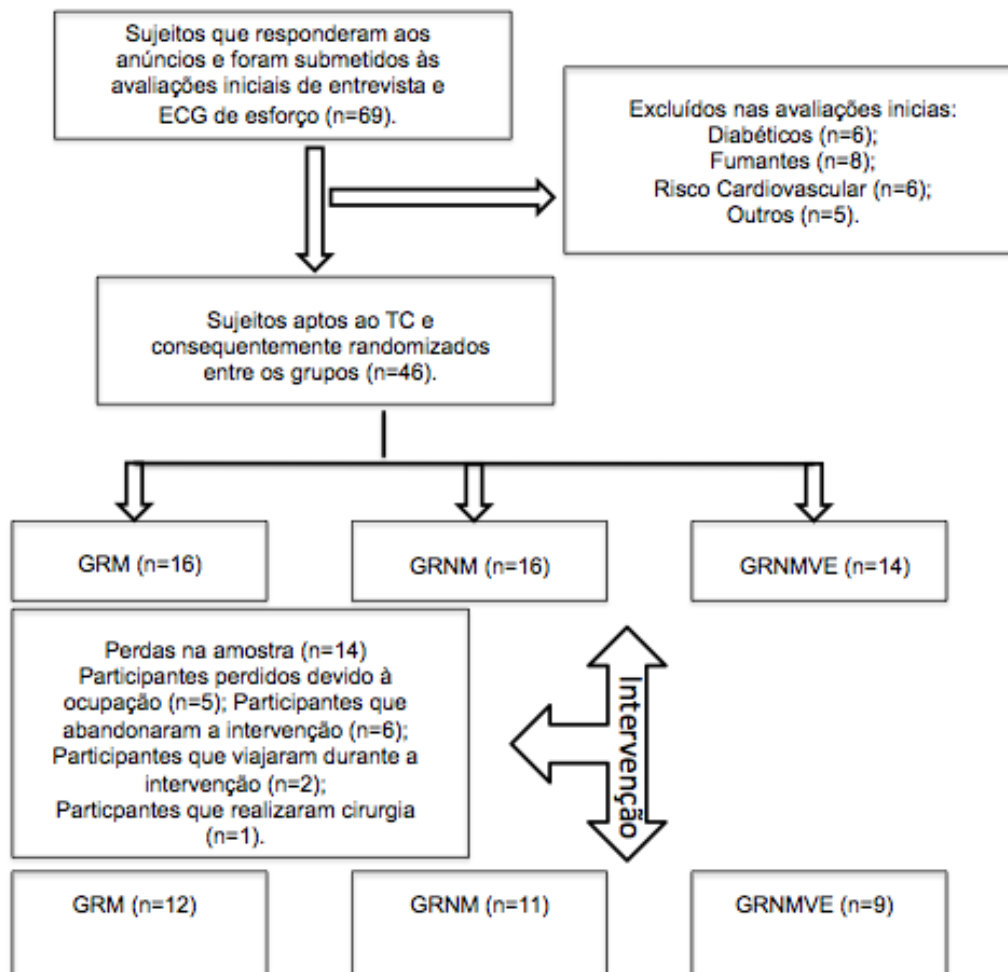 Sujeitos que responderam aos
anúncios e foram submetidos às
avaliações iniciais de entrevista e
ECG de esforço (n=69).
Excluídos nas avaliações inicias:
Diabéticos (n=6);
Fumantes (n=8);
Risco Cardiovascular (n=6);
Outros (n=5).
Sujeitos aptos ao TC e
consequentemente randomizados
entre os grupos (n=46).
GRM (n=16)
GRNM (n=16)
GRNMVE (n=14)
Perdas na amostra (n=14)
Participantes perdidos devido à
ocupação (n=5); Participantes que
abandonaram a intervenção (n=6);
Participantes que viajaram durante a
intervenção (n=2);
Particpantes que realizaram cirurgia
(n=1).
Intervenção
GRM (n=12)
GRNM (n=11)
GRNMVE (n=9)